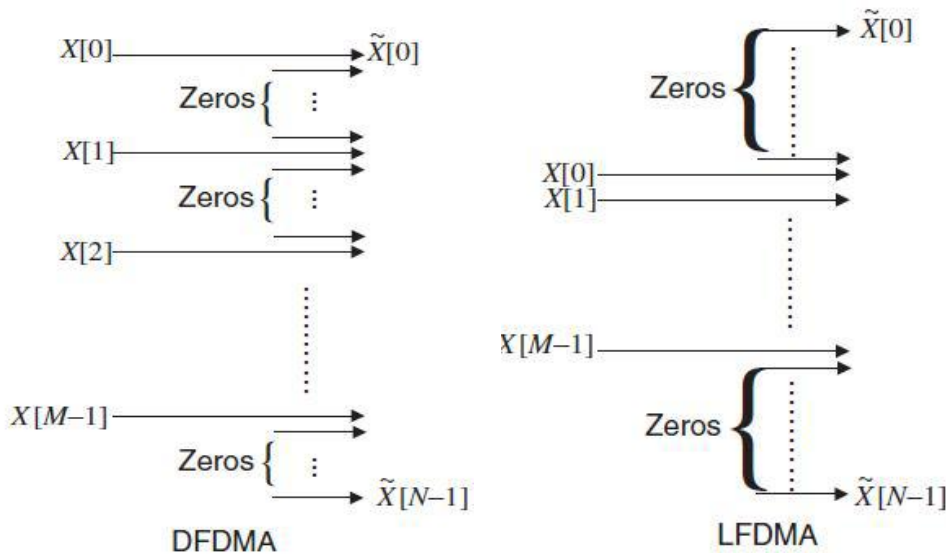 X[0]
X̃[0]
Zeros
X[1]
Zeros
X[2]
X[M–1]
Zeros
X̃[N–1]
DFDMA
X̃[0]
Zeros
X[0]
X[1]
X[M–1]
Zeros
X̃[N–1]
LFDMA